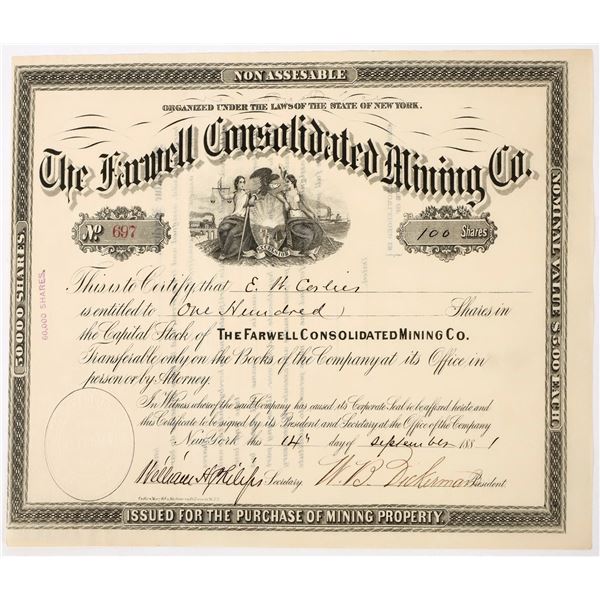 NON ASSESABLE
ORGANIZED UNDER THE LAWS OF THE STATE OF NEW YORK.
The Farwell Consolidated Mining Co.
No. 697
EXCELSIOR
100 Shares
50,000 SHARES.
60,000 SHARES.
NOMINAL VALUE $5.00 EACH.
This is to Certify that E. W. Corlies
is entitled to One Hundred Shares in
the Capital Stock of THE FARWELL CONSOLIDATED MINING CO.
Transferable only on the Books of the Company at its Office in
person or by Attorney.
In Witness whereof the said Company has caused its Corporate Seal to be affixed hereto and
this Certificate to be signed by its President and Secretary at the Office of the Company
New York this 14th day of September 1881
William H Philips Secretary. W. B. Dickerman President.
ISSUED FOR THE PURCHASE OF MINING PROPERTY.